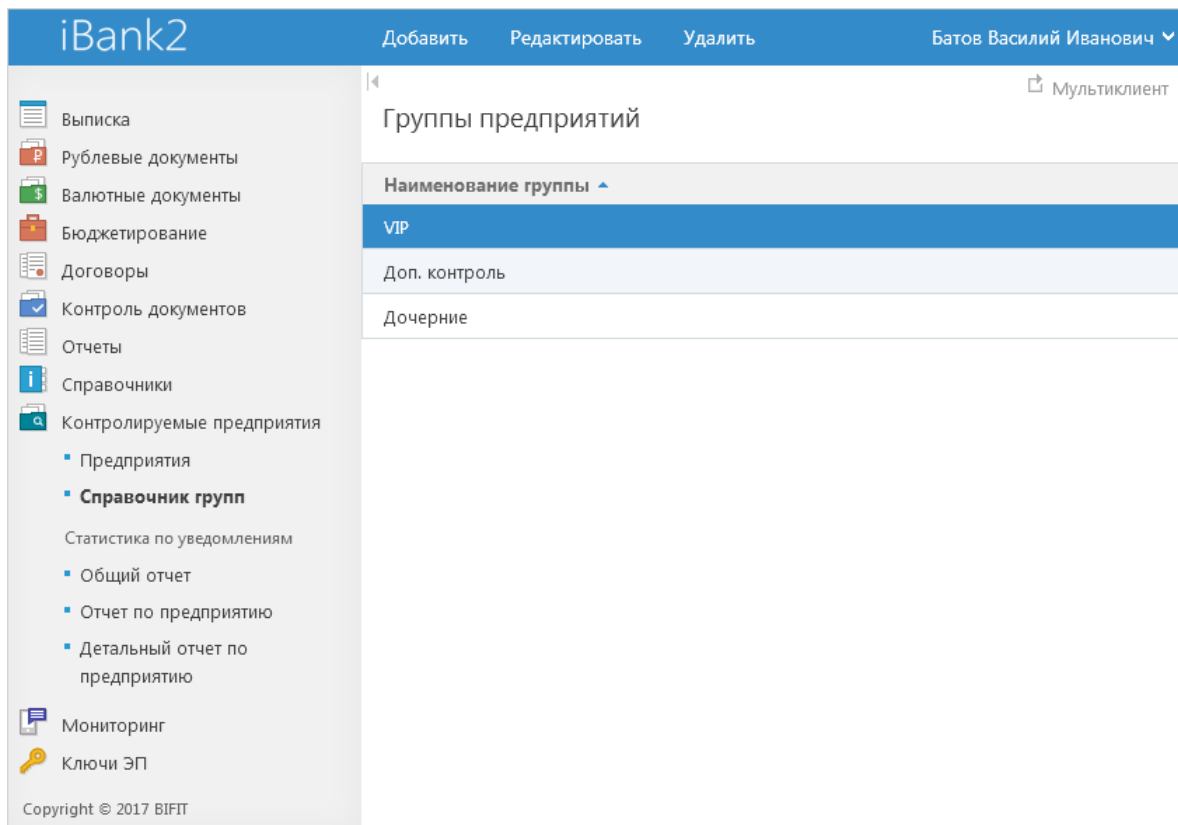 iBank2
Добавить Редактировать Удалить Батов Василий Иванович
Мультиклиент
Выписка
Рублевые документы
Валютные документы
Бюджетирование
Договоры
Контроль документов
Отчеты
Справочники
Контролируемые предприятия
Предприятия
Справочник групп
Статистика по уведомлениям
Общий отчет
Отчет по предприятию
Детальный отчет по
предприятию
Мониторинг
Ключи ЭП
Copyright © 2017 BIFIT
Группы предприятий
Наименование группы
VIP
Доп. контроль
Дочерние